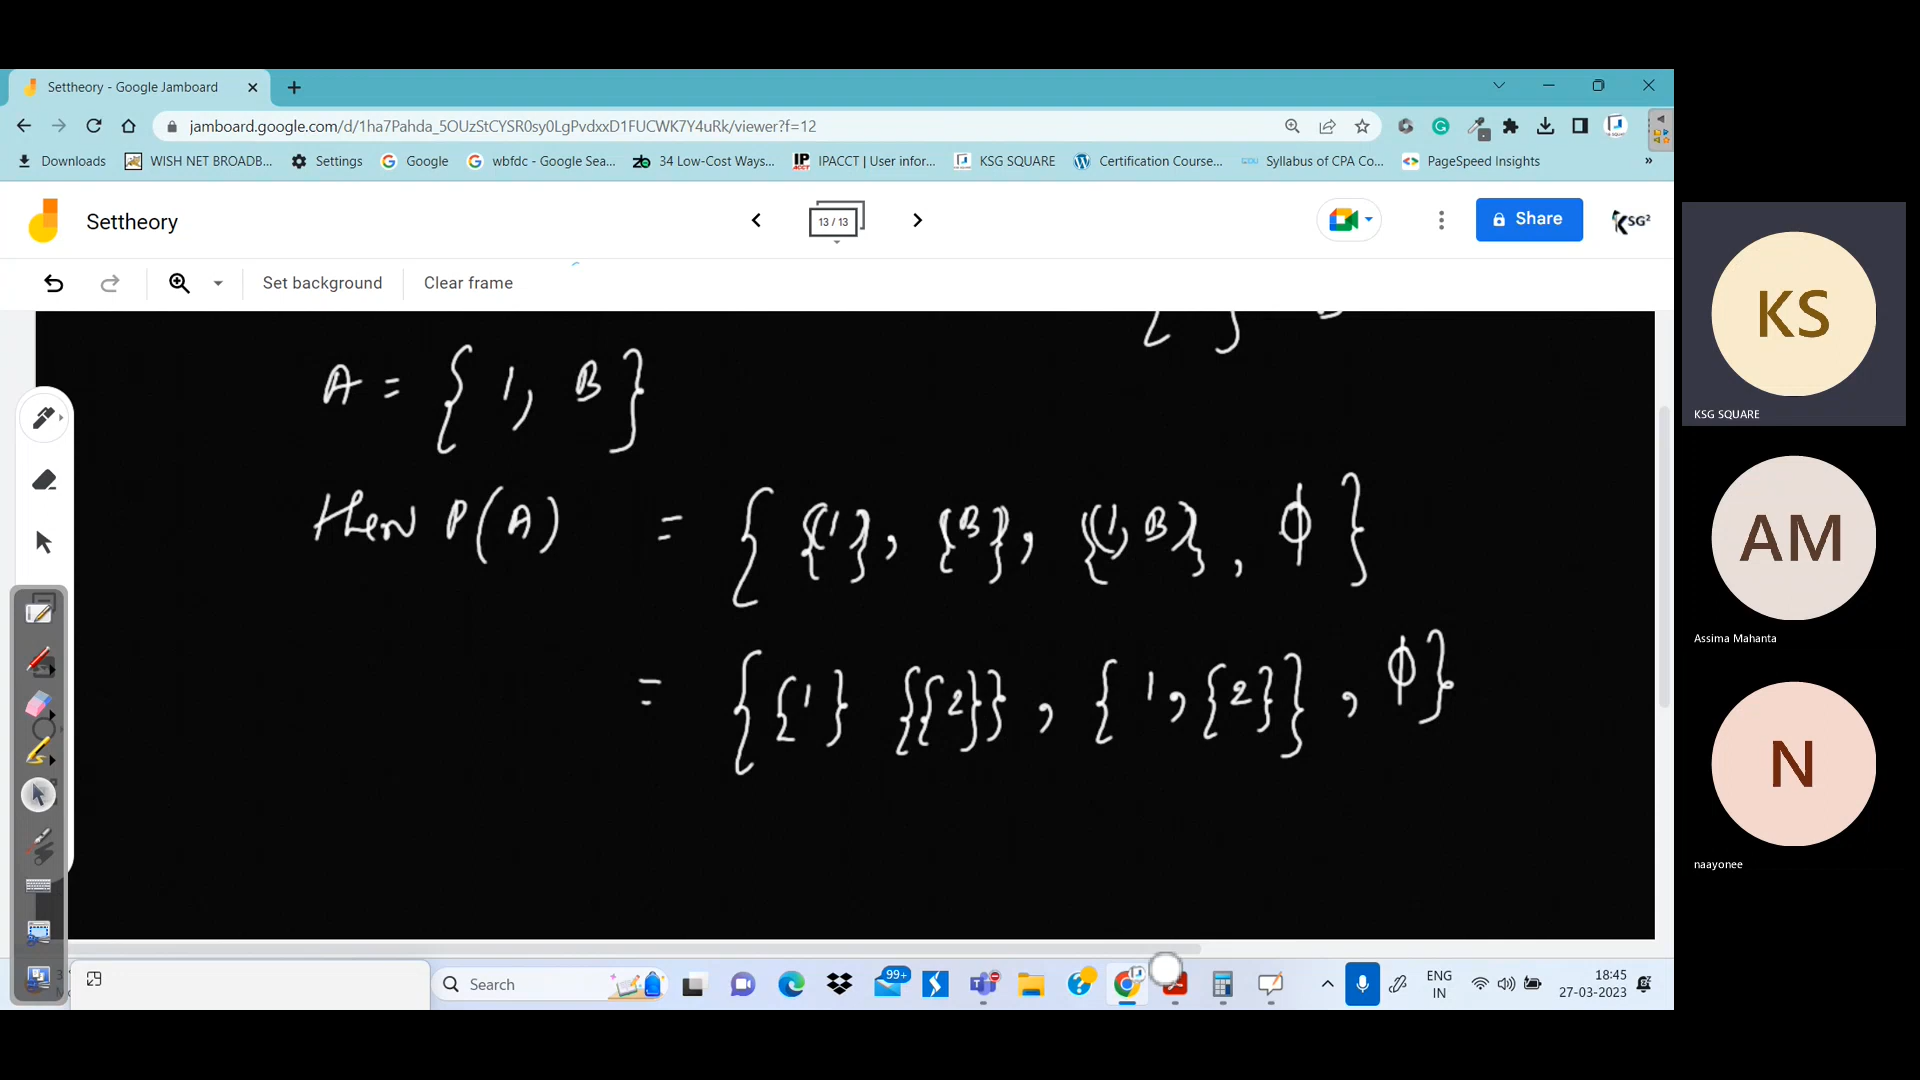 Settheory - Google Jamboard
jamboard.google.com/d/1ha7Pahda_5OUzStCYSR0sy0LgPvdxxD1FUCWK7Y4uRk/viewer?f=12
Downloads WISH NET BROADB... Settings Google wbfdc - Google Sea... 34 Low-Cost Ways... IPACCT | User infor... KSG SQUARE Certification Course... Syllabus of CPA Co... PageSpeed Insights »
Settheory
13 / 13
Share
KSG²
Set background
Clear frame
A = { 1, B }
then P(A) = { {1}, {B}, {1, B}, ϕ }
= { {1} {{2}}, { 1, {2}}, ϕ}
KS
KSG SQUARE
AM
Assima Mahanta
N
naayonee
Search
99+
ENG
IN
18:45
27-03-2023